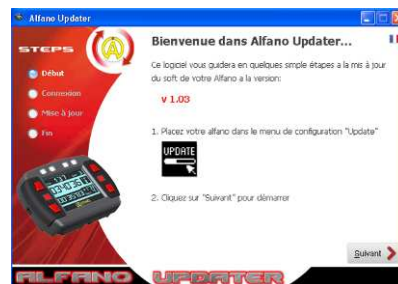 Alfano Updater
STEPS
Début
Connexion
Mise à jour
Fin
Bienvenue dans Alfano Updater...
Ce logiciel vous guidera en quelques simple étapes a la mis à jour
du soft de votre Alfano a la version:
v 1.03
1. Placez votre alfano dans le menu de configuration "Update"
UPDATE
2. Cliquez sur "Suivant" pour démarrer
Suivant
ALFANO UPDATER